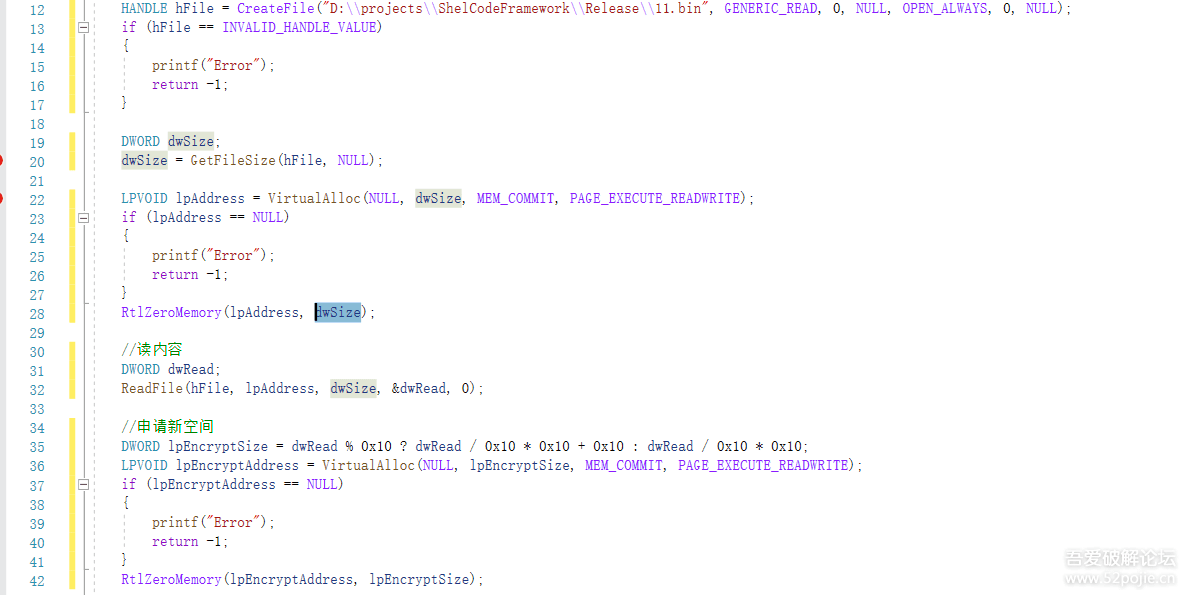 12 HANDLE hFile = CreateFile("D:\\projects\\ShelCodeFramework\\Release\\11.bin", GENERIC_READ, 0, NULL, OPEN_ALWAYS, 0, NULL);
13 if (hFile == INVALID_HANDLE_VALUE)
14 {
15 printf("Error");
16 return -1;
17 }
18
19 DWORD dwSize;
20 dwSize = GetFileSize(hFile, NULL);
21
22 LPVOID lpAddress = VirtualAlloc(NULL, dwSize, MEM_COMMIT, PAGE_EXECUTE_READWRITE);
23 if (lpAddress == NULL)
24 {
25 printf("Error");
26 return -1;
27 }
28 RtlZeroMemory(lpAddress, dwSize);
29
30 //读内容
31 DWORD dwRead;
32 ReadFile(hFile, lpAddress, dwSize, &dwRead, 0);
33
34 //申请新空间
35 DWORD lpEncryptSize = dwRead % 0x10 ? dwRead / 0x10 * 0x10 + 0x10 : dwRead / 0x10 * 0x10;
36 LPVOID lpEncryptAddress = VirtualAlloc(NULL, lpEncryptSize, MEM_COMMIT, PAGE_EXECUTE_READWRITE);
37 if (lpEncryptAddress == NULL)
38 {
39 printf("Error");
40 return -1;
41 }
42 RtlZeroMemory(lpEncryptAddress, lpEncryptSize);
吾爱破解论坛
www.52pojie.cn